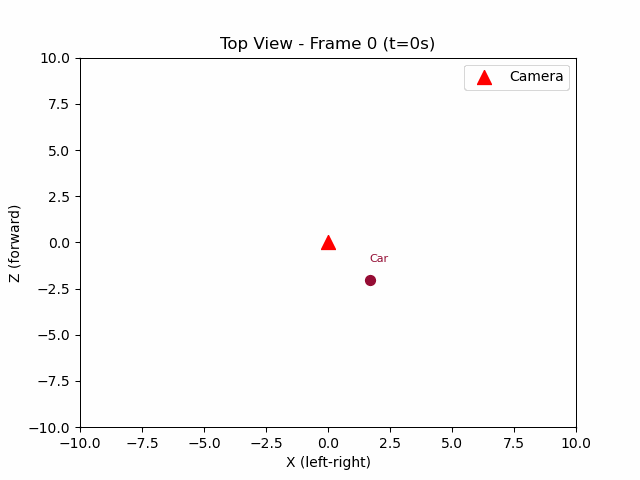 Top View - Frame 0 (t=0s)
Camera
Car
Z (forward)
10.0
7.5
5.0
2.5
0.0
−2.5
−5.0
−7.5
−10.0
−10.0 −7.5 −5.0 −2.5 0.0 2.5 5.0 7.5 10.0
X (left-right)